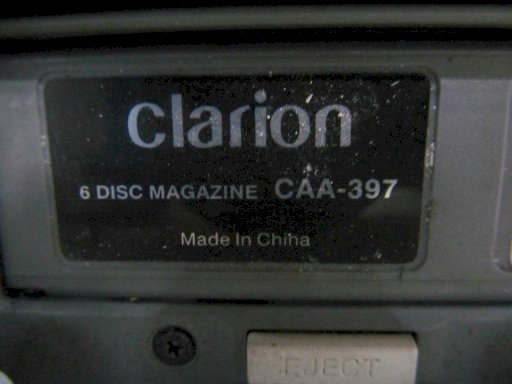 clarion
6 DISC MAGAZINE CAA-397
Made In China
EJECT